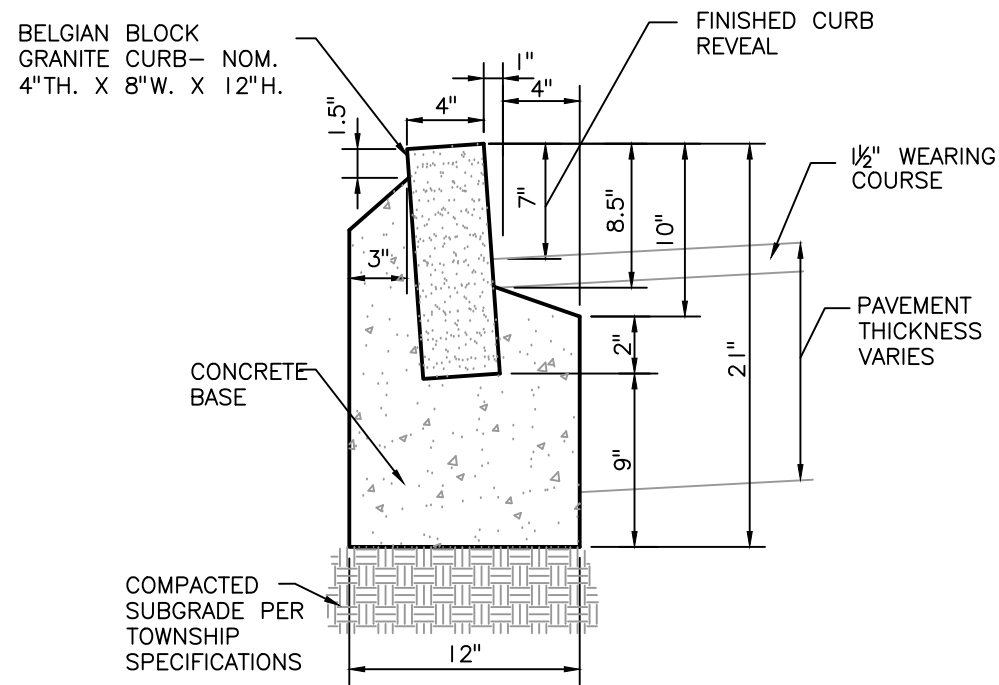 BELGIAN BLOCK
GRANITE CURB- NOM.
4"TH. X 8"W. X 12"H.
FINISHED CURB
REVEAL
1"
4"
4"
1.5"
1½" WEARING
COURSE
7"
8.5"
10"
3"
PAVEMENT
THICKNESS
VARIES
2"
21"
CONCRETE
BASE
9"
COMPACTED
SUBGRADE PER
TOWNSHIP
SPECIFICATIONS
12"